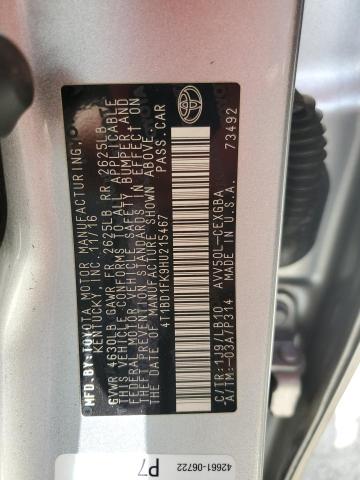 MFD.BY:TOYOTA MOTOR MANUFACTURING,
KENTUCKY, INC. 11/16
GVWR 4630LB GAWR FR 2625LB RR 2625LB
THIS VEHICLE CONFORMS TO ALL APPLICABLE
FEDERAL MOTOR VEHICLE SAFETY, BUMPER, AND
THEFT PREVENTION STANDARDS IN EFFECT ON THE
DATE OF MANUFACTURE SHOWN ABOVE.
4T1BD1FK9HU215467 PASS.CAR
C/TR: 1J9/LB10 AVV50L-CEXGBA
A/TM:-03A/P314 U.S.A. 73492
TOYOTA
42661-06722
P7